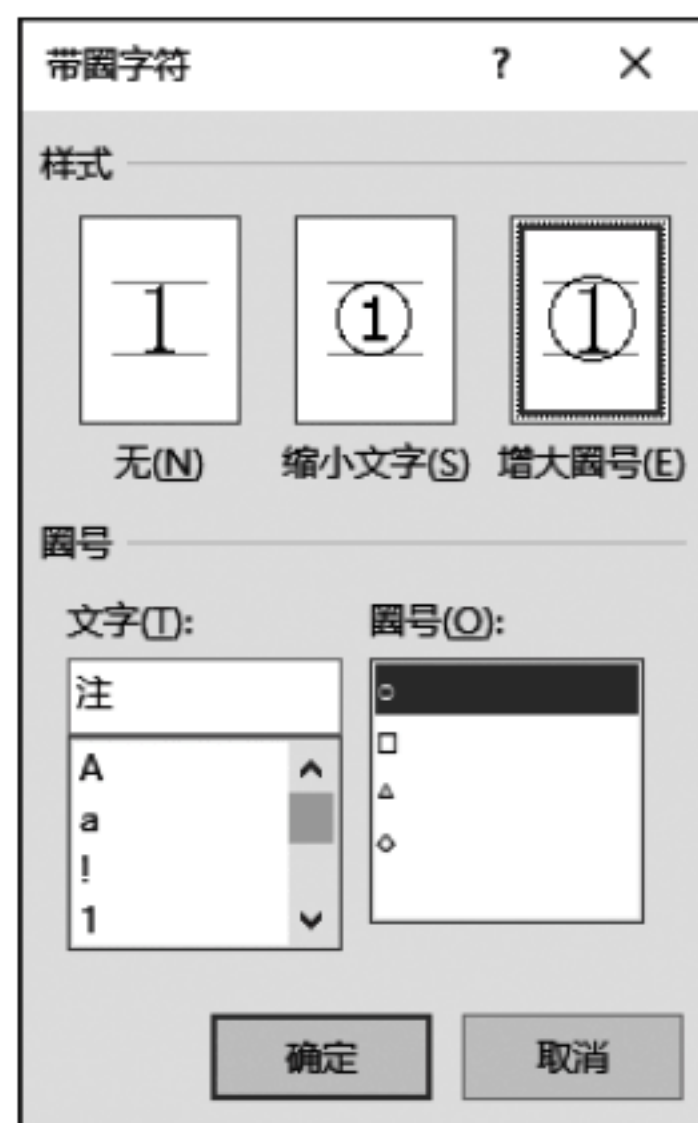 带圈字符 ? ×
样式
1 1 1
无(N) 缩小文字(S) 增大圈号(E)
圈号
文字(T): 圈号(O):
注 ○
A □
a △
! ◇
1
确定 取消